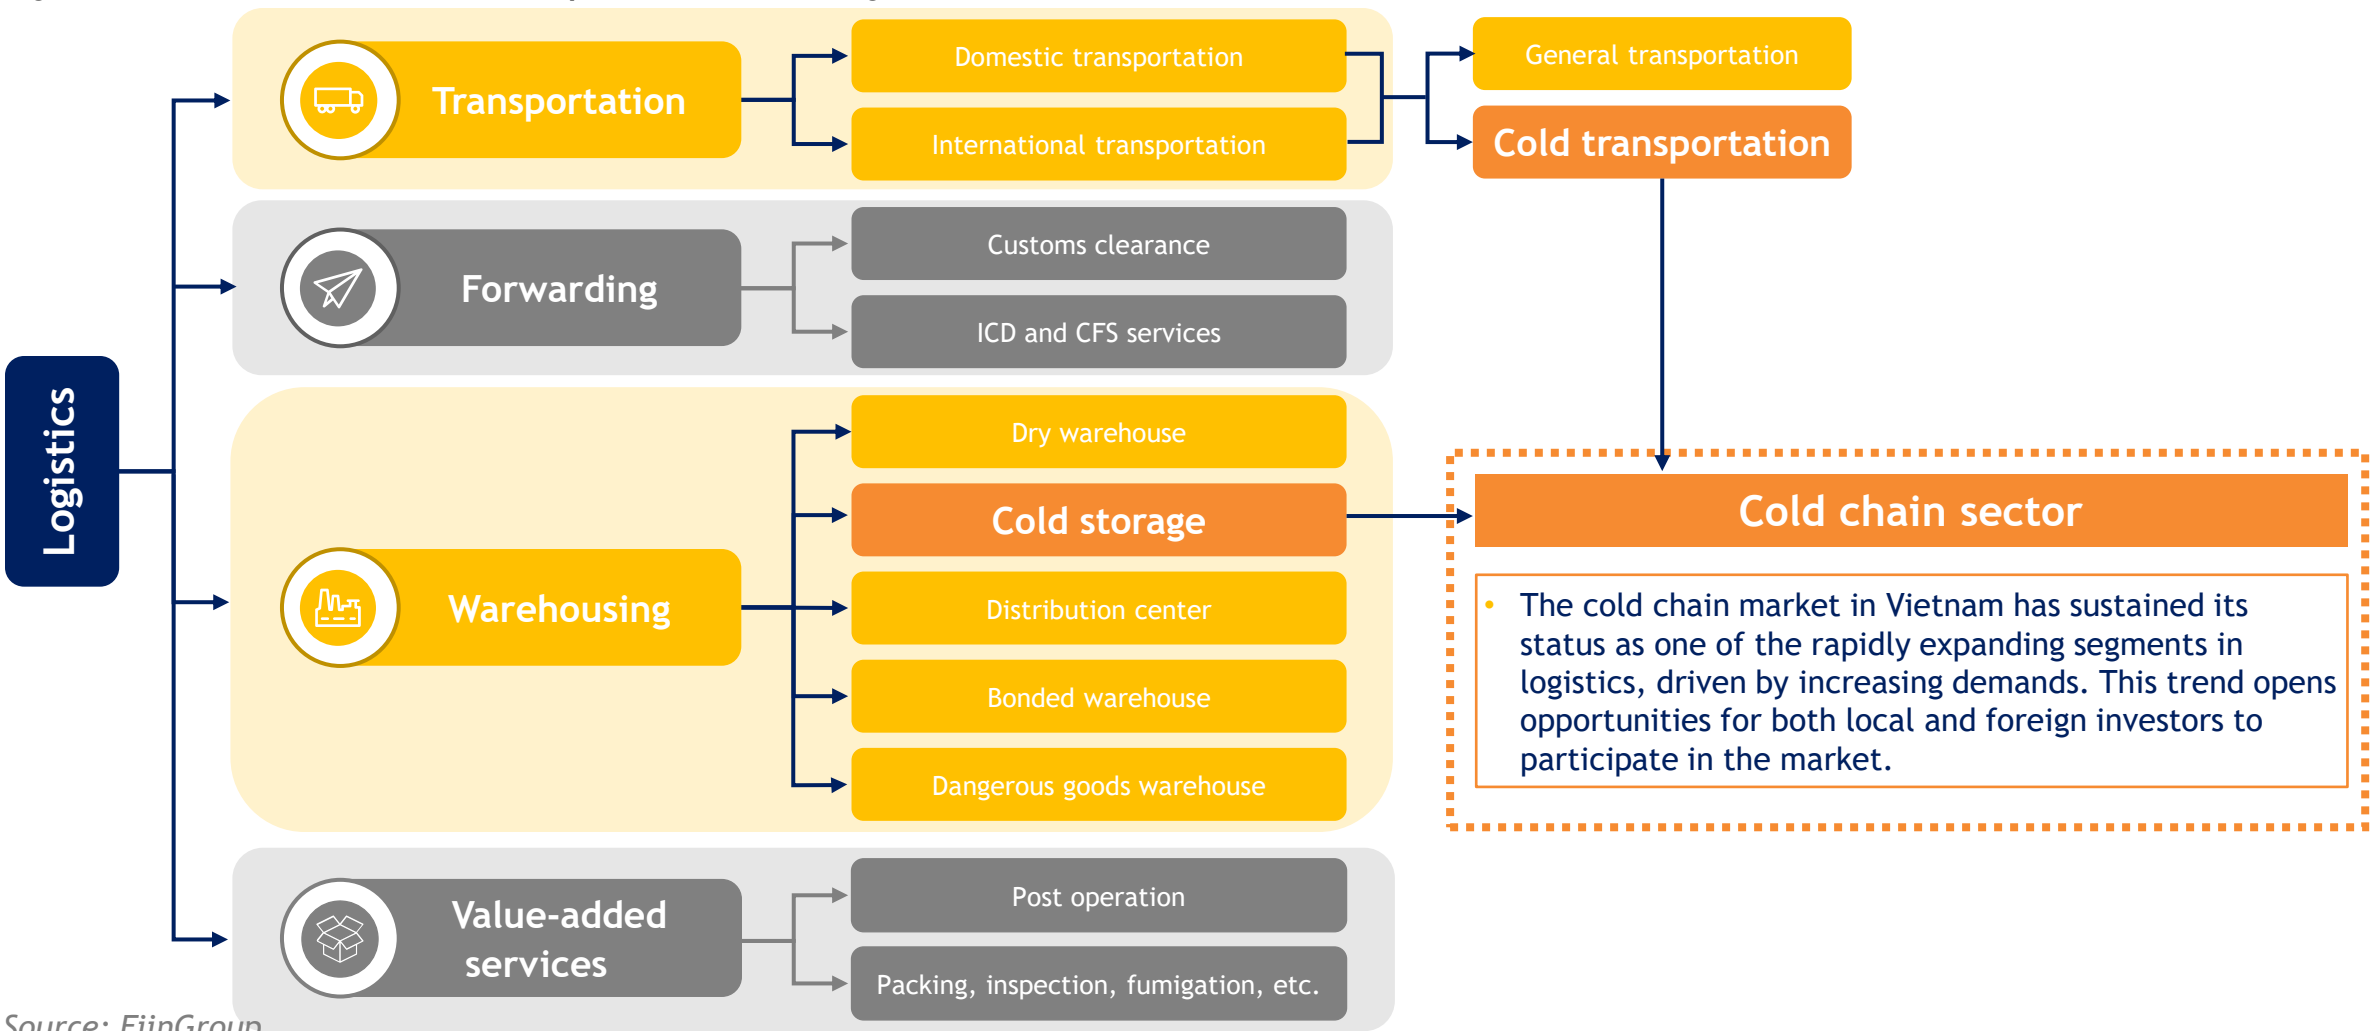 Logistics
Transportation
Domestic transportation
International transportation
General transportation
Cold transportation
Forwarding
Customs clearance
ICD and CFS services
Warehousing
Dry warehouse
Cold storage
Distribution center
Bonded warehouse
Dangerous goods warehouse
Cold chain sector
• The cold chain market in Vietnam has sustained its
status as one of the rapidly expanding segments in
logistics, driven by increasing demands. This trend opens
opportunities for both local and foreign investors to
participate in the market.
Value-added
services
Post operation
Packing, inspection, fumigation, etc.
Source: FiinGroup